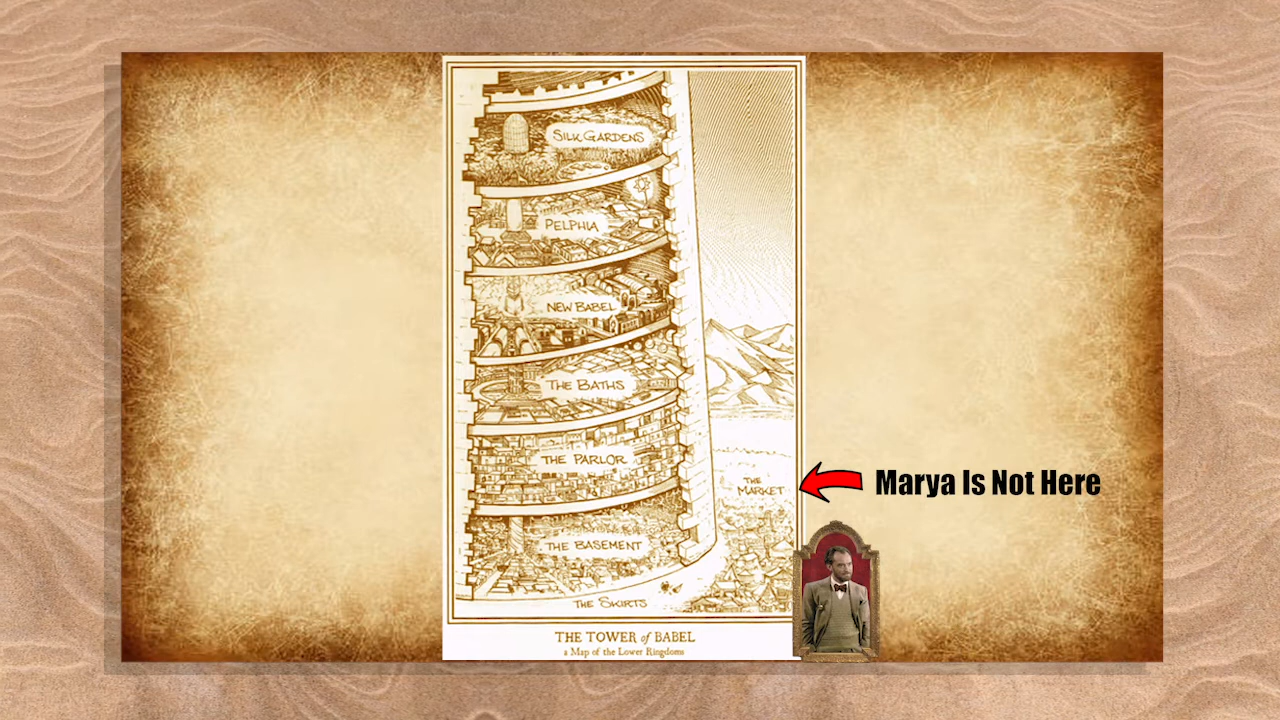 SILK GARDENS
PELPHIA
NEW BABEL
THE BATHS
THE PARLOR
THE
MARKET
Marya Is Not Here
THE BASEMENT
THE SKIRTS
THE TOWER of BABEL
a Map of the Lower Ringdoms